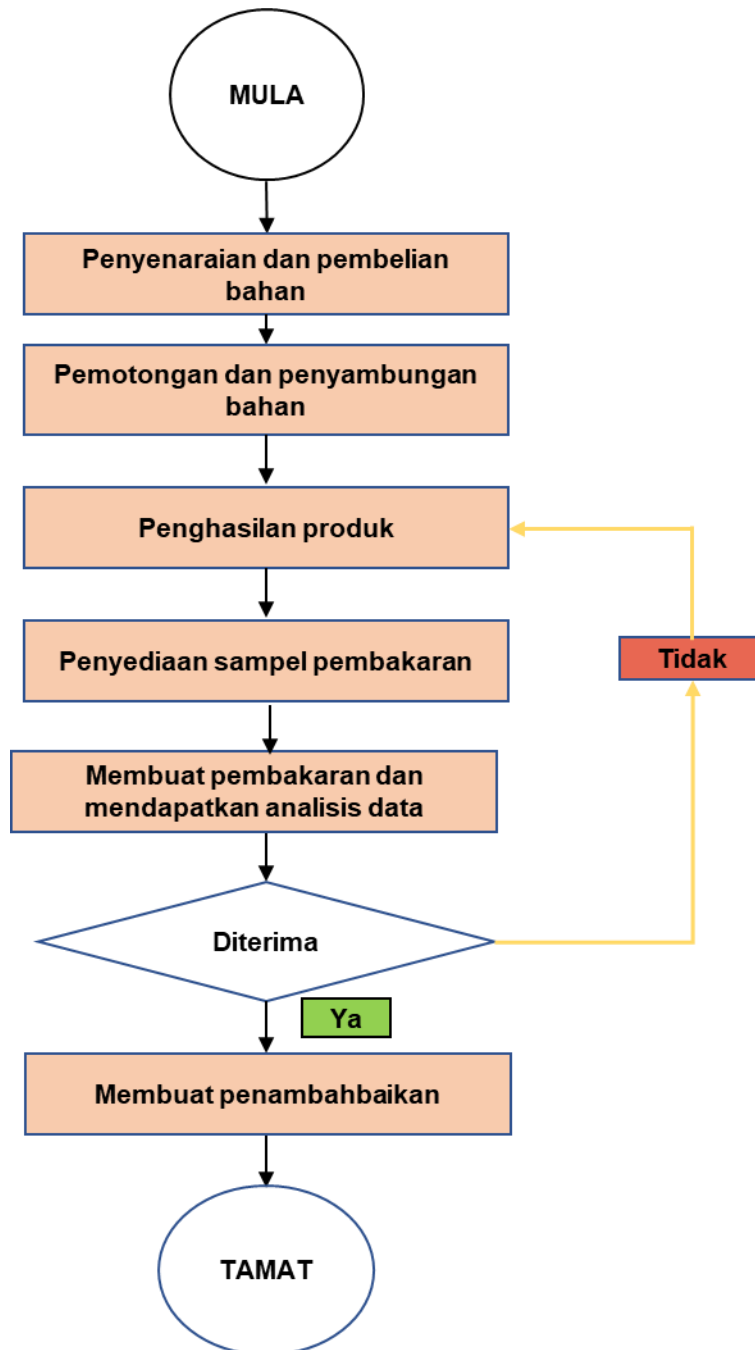 MULA
Penyenaraian dan pembelian
bahan
Pemotongan dan penyambungan
bahan
Penghasilan produk
Penyediaan sampel pembakaran
Tidak
Membuat pembakaran dan
mendapatkan analisis data
Diterima
Ya
Membuat penambahbaikan
TAMAT